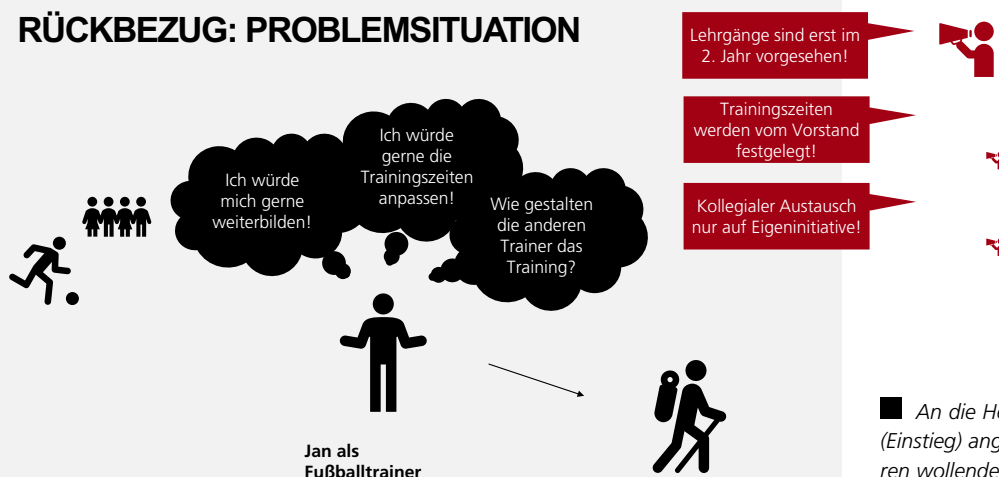 RÜCKBEZUG: PROBLEMSITUATION
Lehrgänge sind erst im
2. Jahr vorgesehen!
Trainingszeiten
werden vom Vorstand
festgelegt!
Kollegialer Austausch
nur auf Eigeninitiative!
Ich würde
mich gerne
weiterbilden!
Ich würde
gerne die
Trainingszeiten
anpassen!
Wie gestalten
die anderen
Trainer das
Training?
Jan als
Fußballtrainer
An die
(Einstieg)
ren wollende